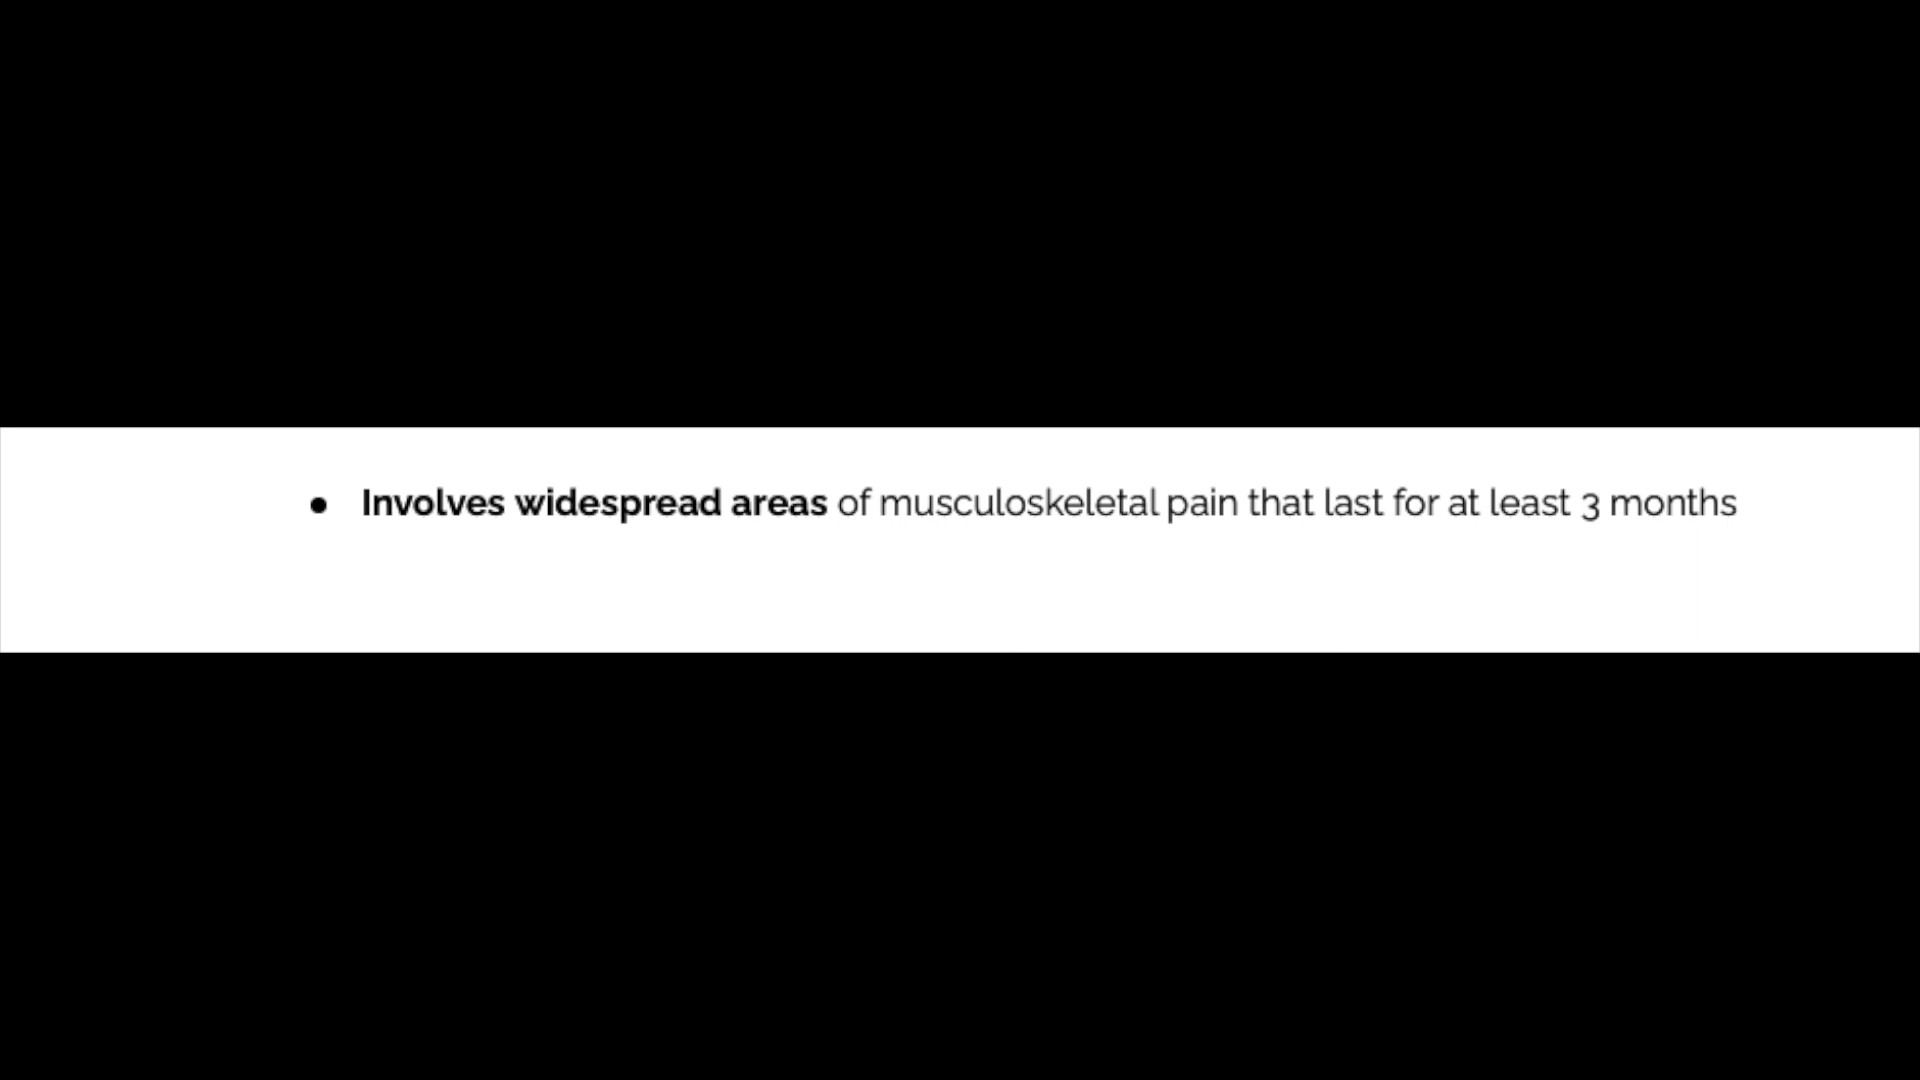 ● Involves widespread areas of musculoskeletal pain that last for at least 3 months